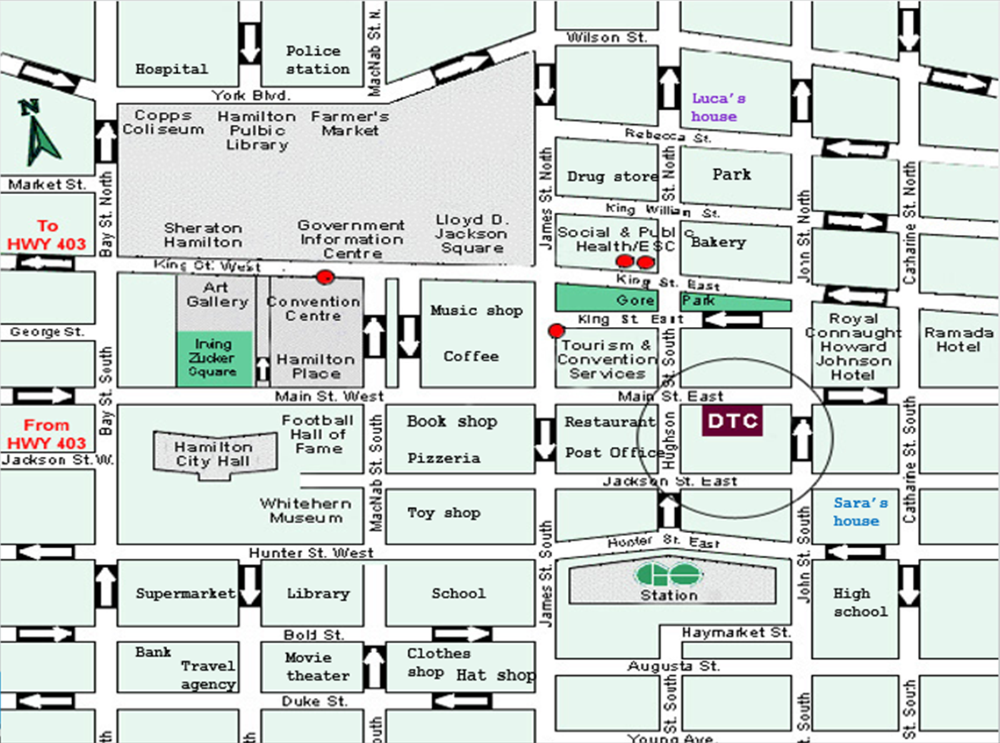 Wilson St.
MacNab St. N.
Police
station
Hospital
York Blvd.
N
Luca's
house
Copps
Coliseum
Hamilton
Pulbic
Library
Farmer's
Market
Rebecca St.
Market St.
Bay St. North
James St. North
Drug store
St. North
Park
John St. North
Catharine St. North
King William St.
To
HWY 403
Sheraton
Hamilton
Government
Information
Centre
Lloyd D.
Jackson
Square
Social & Public
Health/ESC
Bakery
King St. West
King St. East
Art
Gallery
Convention
Centre
Music shop
Gore Park
King St. East
Royal
Connaught
Howard
Johnson
Hotel
Ramada
Hotel
George St.
Irving
Zucker
Square
Hamilton
Place
Coffee
Tourism &
Convention
Services
Bay St. South
Main St. West
Main St. East
Hughson St. South
From
HWY 403
Jackson St. W.
Football
Hall of
Fame
Hamilton
City Hall
Book shop
Pizzeria
Restaurant
Post Office
DTC
MacNab St. South
Jackson St. East
Catharine St. South
Whitehern
Museum
Toy shop
Sara's
house
Hunter St. West
Hunter St. East
James St. South
John St. South
Supermarket
Library
School
Station
High
school
Bold St.
Haymarket St.
Bank
Travel
agency
Movie
theater
Clothes
shop
Hat shop
Augusta St.
Duke St.
St. South
South
St. South
outh
Young Ave.